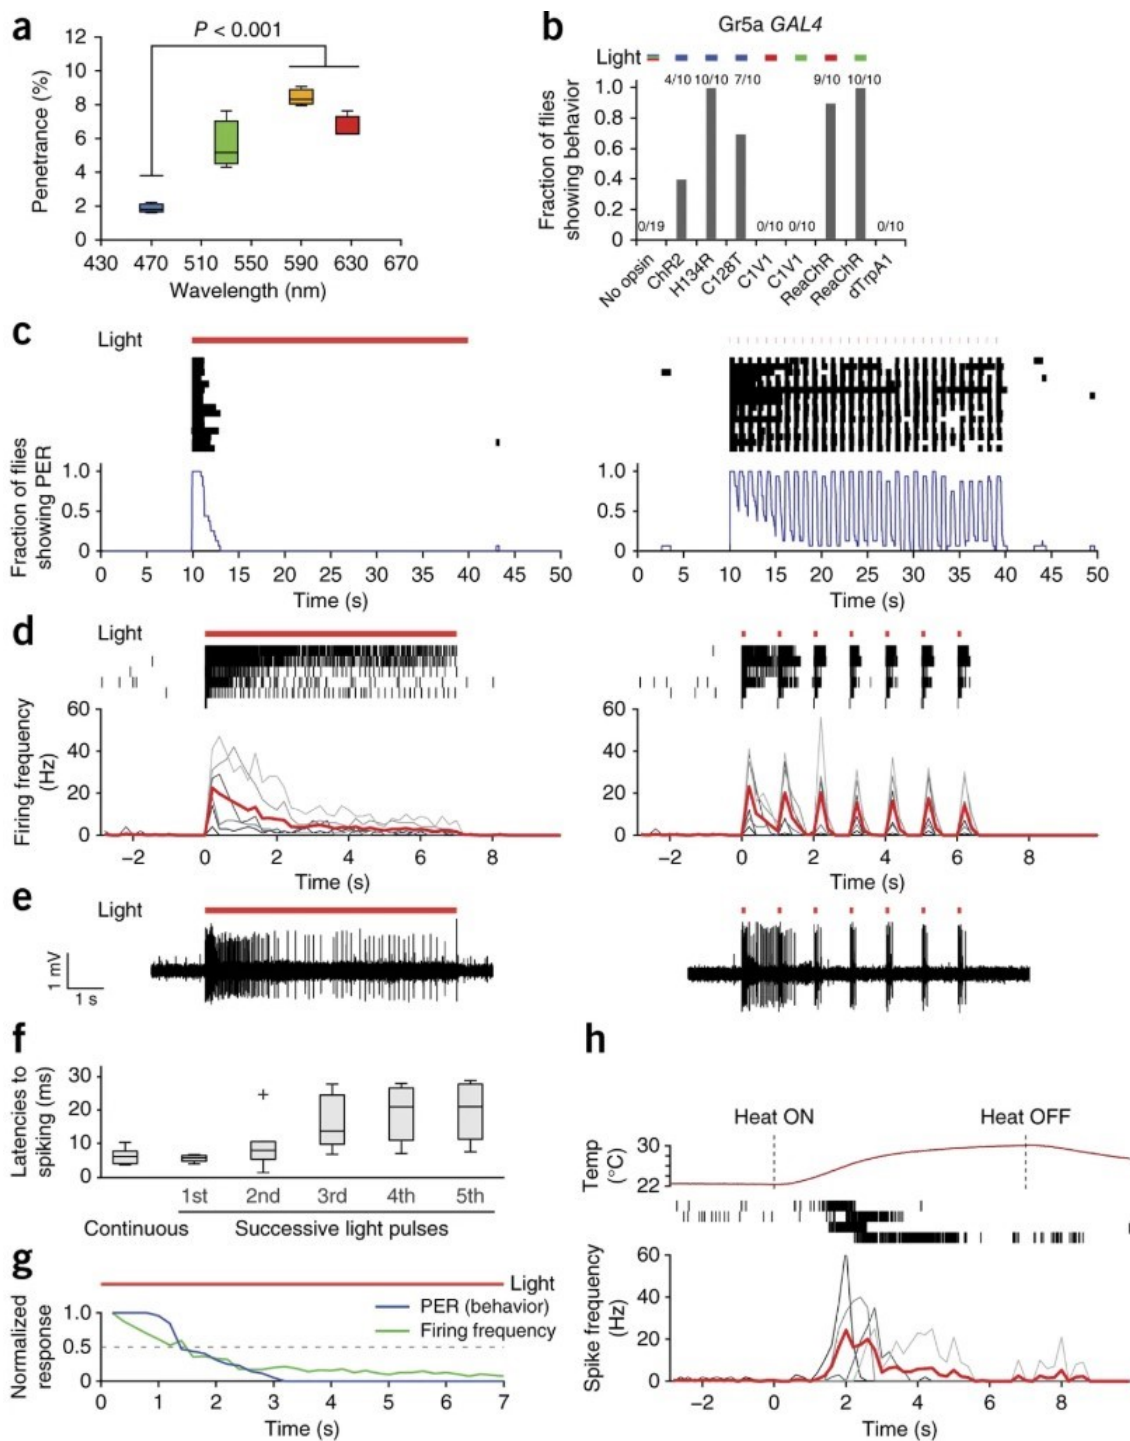 a
P < 0.001
Penetrance (%)
12
10
8
6
4
2
0
430 470 510 550 590 630 670
Wavelength (nm)
b
Gr5a GAL4
Light
4/10 10/10 7/10 9/10 10/10
Fraction of flies
showing behavior
1.0
0.8
0.6
0.4
0.2
0
0/19 0/10 0/10 0/10
No opsin
ChR2
H134R
C128T
C1V1
C1V1
ReaChR
ReaChR
dTrpA1
c
Light
Fraction of flies
showing PER
1.0
0.5
0
0 5 10 15 20 25 30 35 40 45 50
Time (s)
1.0
0.5
0
0 5 10 15 20 25 30 35 40 45 50
Time (s)
d
Light
Firing frequency
(Hz)
60
40
20
0
−2 0 2 4 6 8
Time (s)
60
40
20
0
−2 0 2 4 6 8
Time (s)
e
Light
1 mV
1 s
f
Latencies to
spiking (ms)
30
20
10
0
1st 2nd 3rd 4th 5th
Continuous Successive light pulses
g
Light
Normalized
response
1.0
0.5
0
PER (behavior)
Firing frequency
0 1 2 3 4 5 6 7
Time (s)
h
Heat ON Heat OFF
Temp
(°C)
30
22
Spike frequency
(Hz)
60
40
20
0
−2 0 2 4 6 8
Time (s)